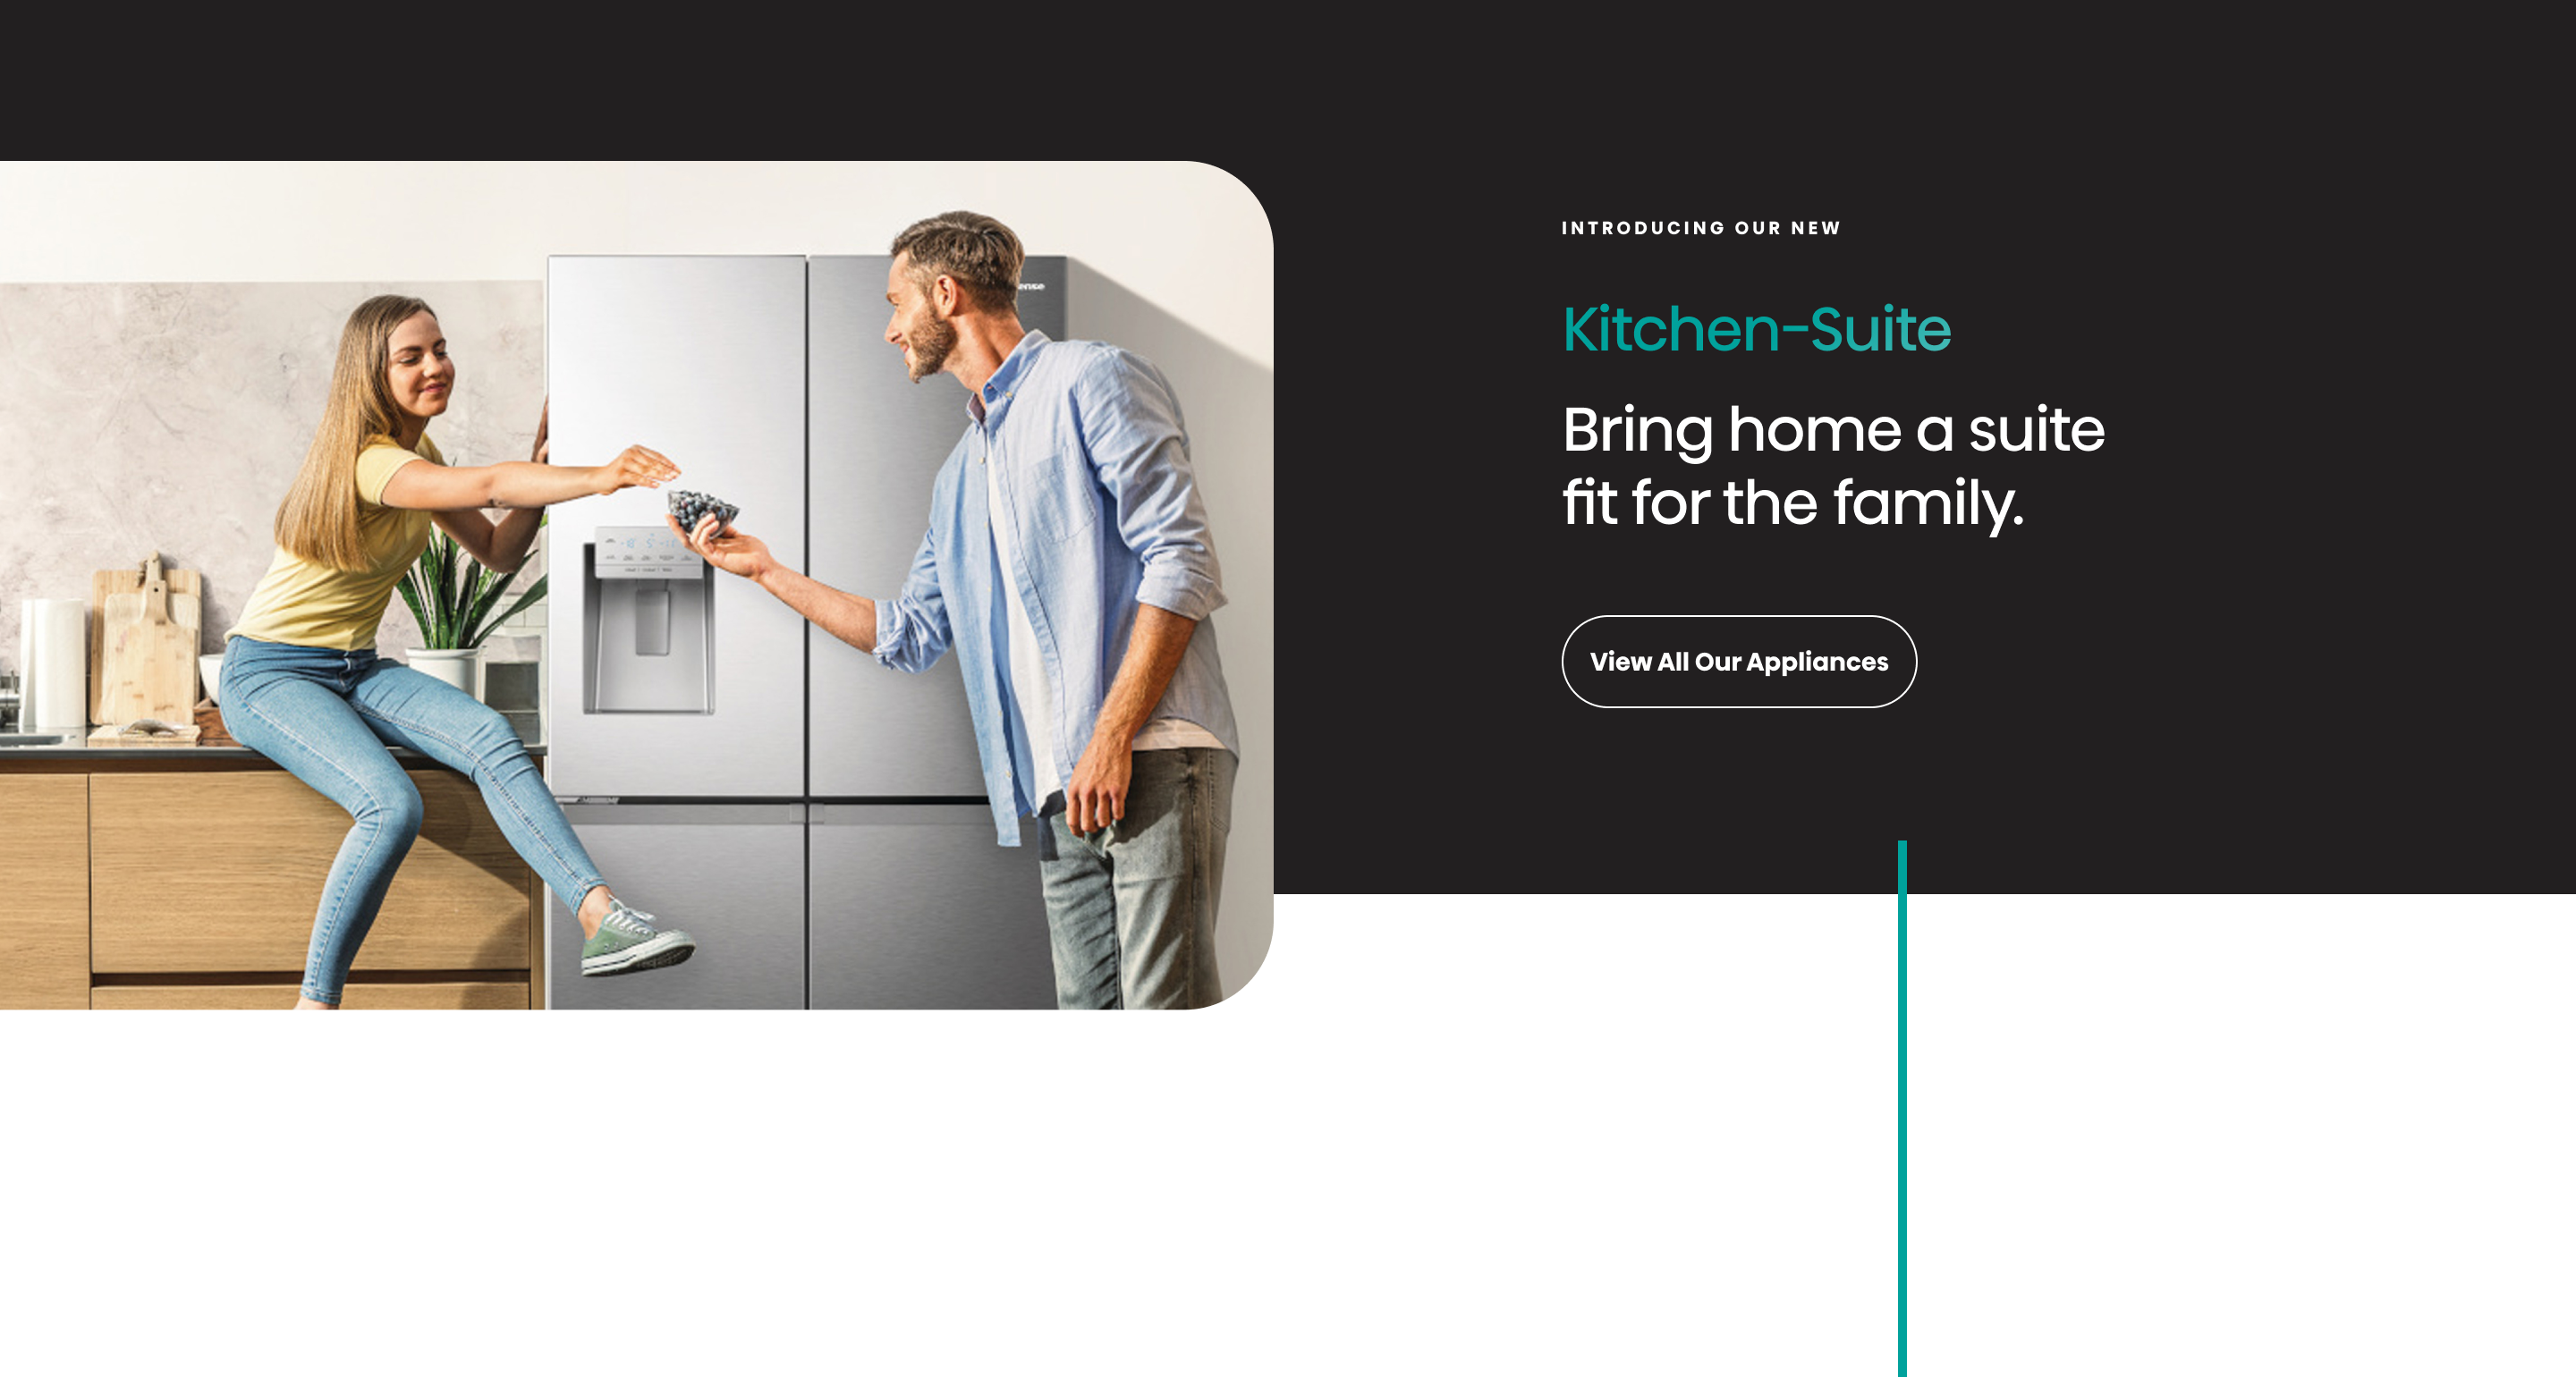 INTRODUCING OUR NEW
Kitchen-Suite
Bring home a suite
fit for the family.
View All Our Appliances